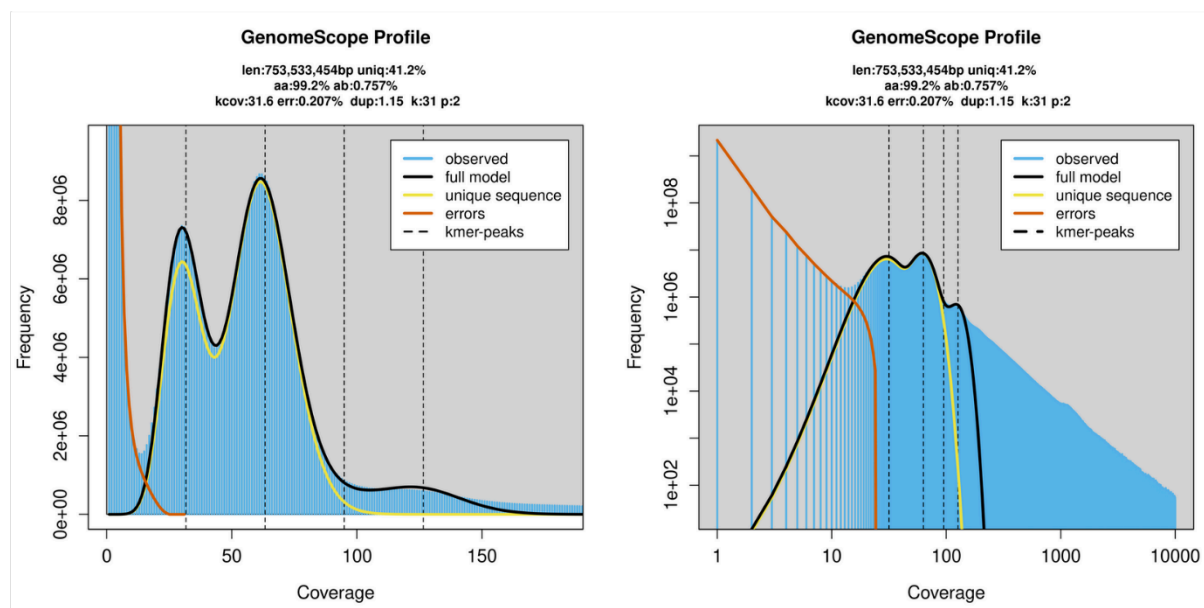 GenomeScope Profile
len:753,533,454bp uniq:41.2%
aa:99.2% ab:0.757%
kcov:31.6 err:0.207% dup:1.15 k:31 p:2
observed
full model
unique sequence
errors
kmer-peaks
Frequency
0e+00
2e+06
4e+06
6e+06
8e+06
0
50
100
150
Coverage
GenomeScope Profile
len:753,533,454bp uniq:41.2%
aa:99.2% ab:0.757%
kcov:31.6 err:0.207% dup:1.15 k:31 p:2
observed
full model
unique sequence
errors
kmer-peaks
Frequency
1e+02
1e+04
1e+06
1e+08
1
10
100
1000
10000
Coverage